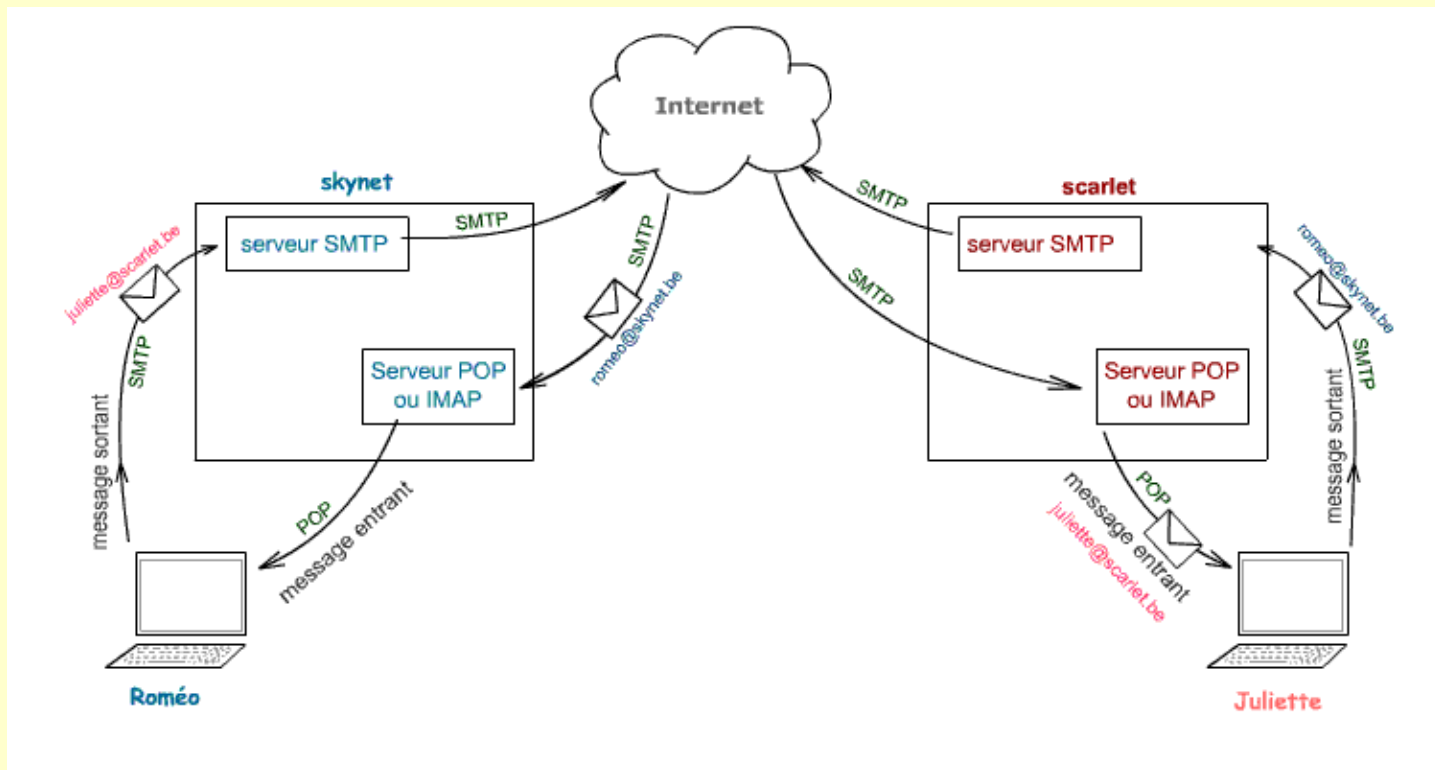 Internet
skynet
serveur SMTP
SMTP
SMTP
romeo@skynet.be
juliette@scarlet.be
SMTP
message sortant
Serveur POP
ou IMAP
POP
message entrant
Roméo
scarlet
SMTP
serveur SMTP
SMTP
romeo@skynet.be
SMTP
message sortant
Serveur POP
ou IMAP
POP
message entrant
juliette@scarlet.be
Juliette